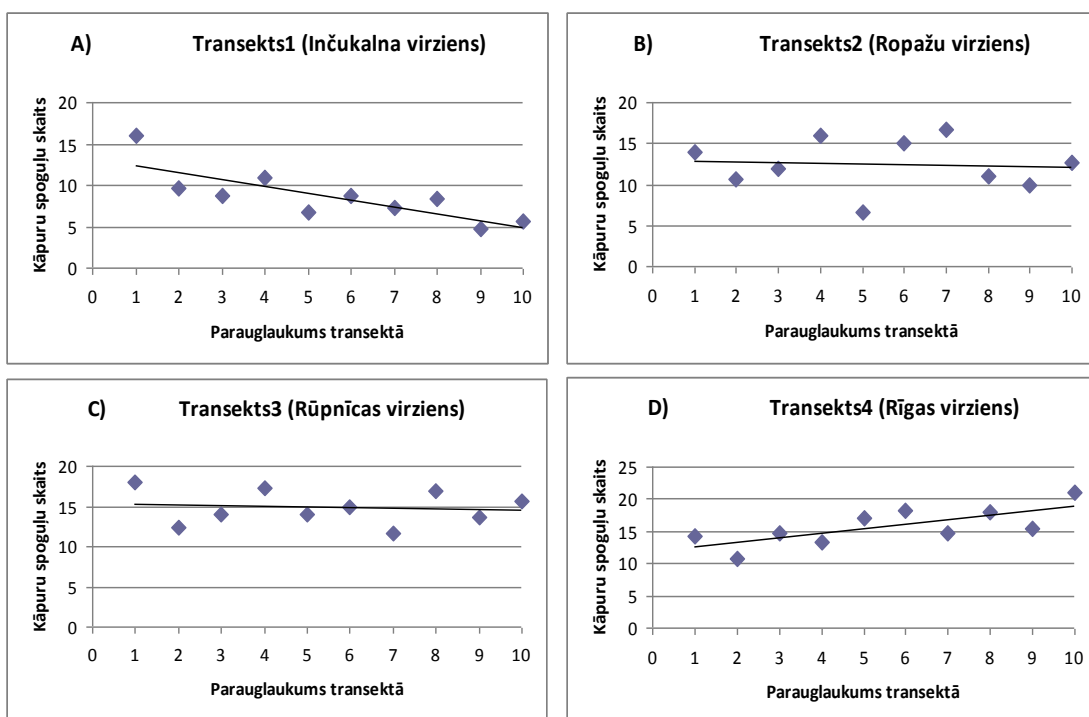 A) Transekts1 (Inčukalna virziens)
Kāpuru spoguļu skaits
20
15
10
5
0
0 1 2 3 4 5 6 7 8 9 10
Parauglaukums transektā
B) Transekts2 (Ropažu virziens)
Kāpuru spoguļu skaits
20
15
10
5
0
0 1 2 3 4 5 6 7 8 9 10
Parauglaukums transektā
C) Transekts3 (Rūpnīcas virziens)
Kāpuru spoguļu skaits
20
15
10
5
0
0 1 2 3 4 5 6 7 8 9 10
Parauglaukums transektā
D) Transekts4 (Rīgas virziens)
Kāpuru spoguļu skaits
25
20
15
10
5
0
0 1 2 3 4 5 6 7 8 9 10
Parauglaukums transektā